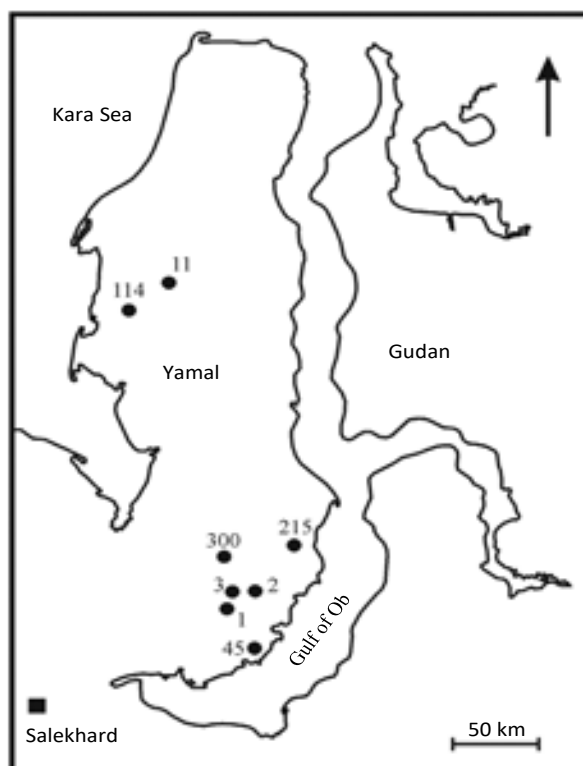 Kara Sea
11
114
Yamal
Gudan
300
215
3
2
1
45
Gulf of Ob
Salekhard
50 km